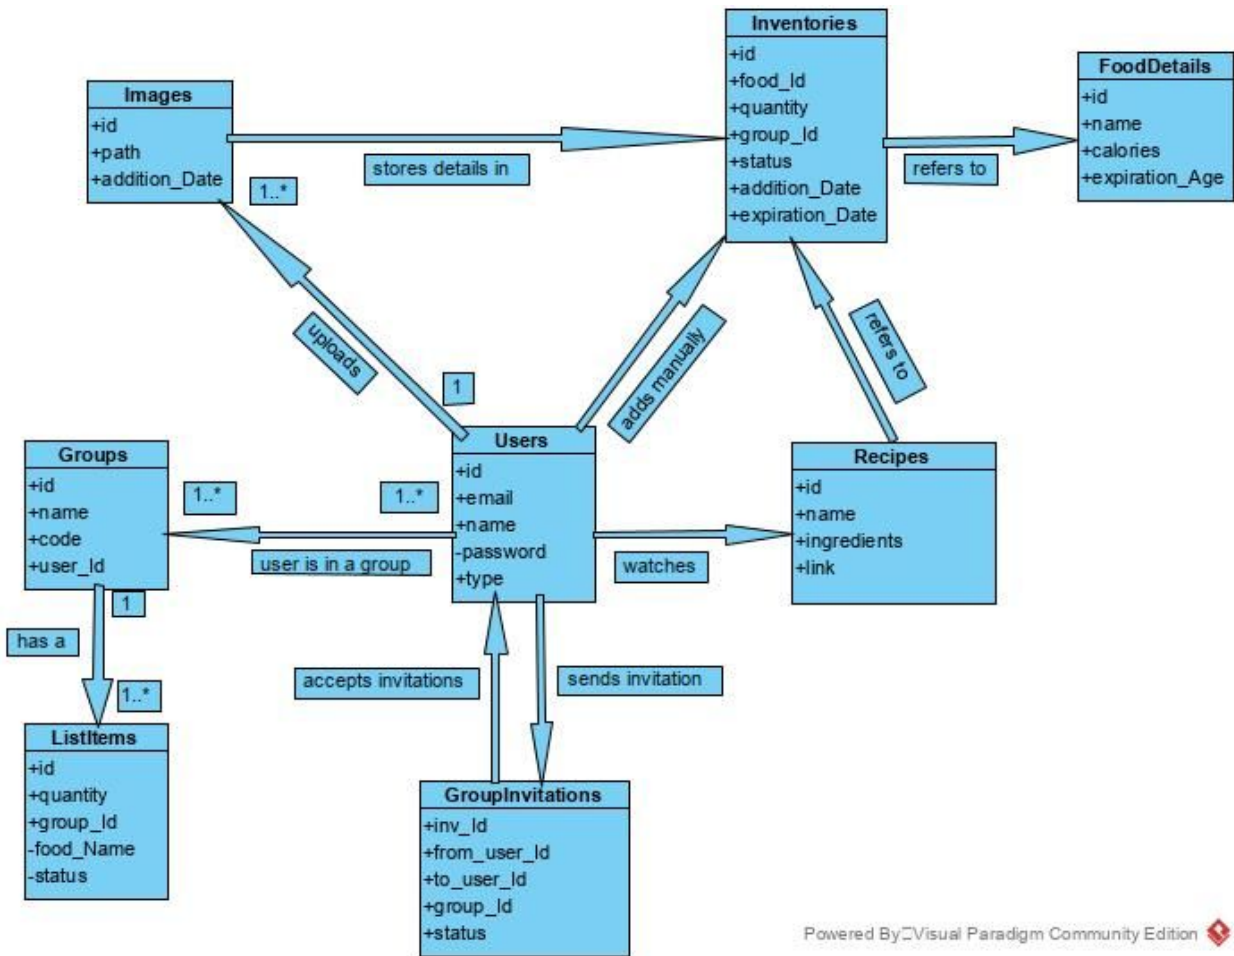 Inventories
+id
+food_Id
+quantity
+group_Id
+status
+addition_Date
+expiration_Date
FoodDetails
+id
+name
+calories
+expiration_Age
Images
+id
+path
+addition_Date
stores details in
refers to
1..*
uploads
1
adds manually
refers to
Groups
+id
+name
+code
+user_Id
1..*
1..*
user is in a group
Users
+id
+email
+name
-password
+type
watches
Recipes
+id
+name
+ingredients
+link
1
has a
1..*
accepts invitations
sends invitation
ListItems
+id
+quantity
+group_Id
-food_Name
-status
GroupInvitations
+inv_Id
+from_user_Id
+to_user_Id
+group_Id
+status
Powered By Visual Paradigm Community Edition